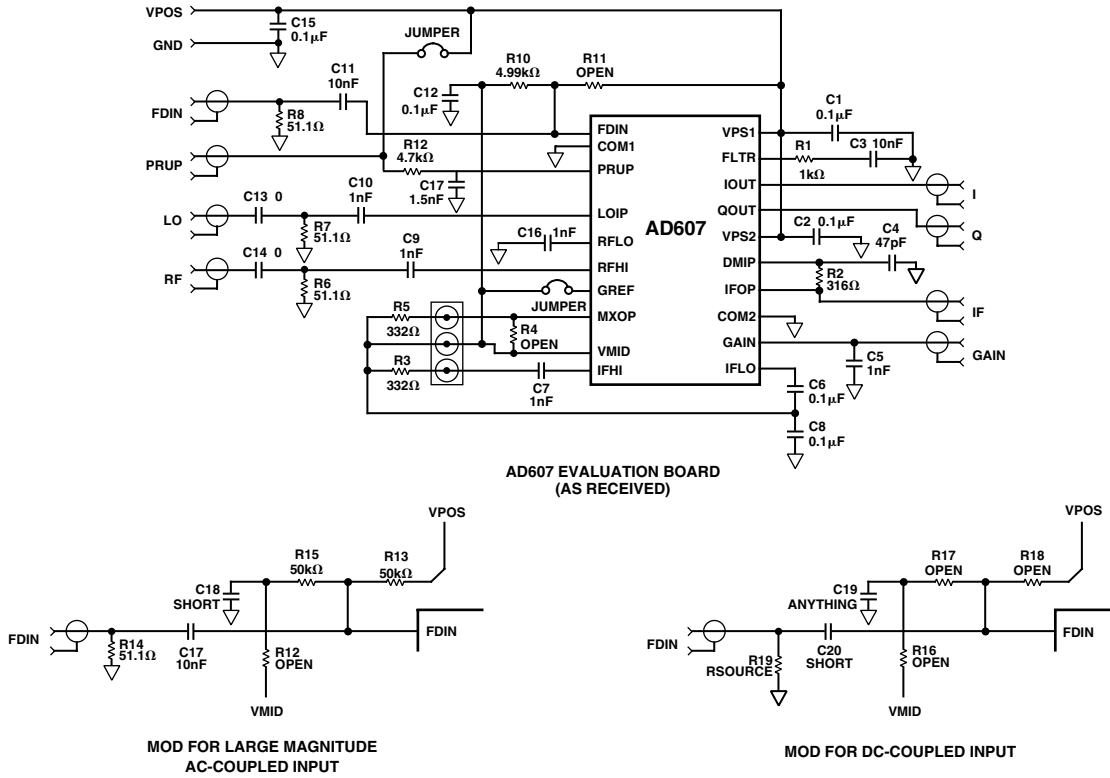 VPOS
C15
0.1µF
GND
JUMPER
R10
4.99kΩ
R11
OPEN
C11
10nF
C12
0.1µF
FDIN
R8
51.1Ω
PRUP
R12
4.7kΩ
C17
1.5nF
C13 0
C10
1nF
LO
R7
51.1Ω
C14 0
C9
1nF
C16 1nF
RF
R6
51.1Ω
JUMPER
R5
332Ω
R4
OPEN
R3
332Ω
C7
1nF
AD607
FDIN
COM1
PRUP
LOIP
RFLO
RFHI
GREF
MXOP
VMID
IFHI
VPS1
FLTR
IOUT
QOUT
VPS2
DMIP
IFOP
COM2
GAIN
IFLO
C1
0.1µF
R1
1kΩ
C3 10nF
I
Q
C2 0.1µF
C4
47pF
R2
316Ω
IF
GAIN
C5
1nF
C6
0.1µF
C8
0.1µF
AD607 EVALUATION BOARD
(AS RECEIVED)
VPOS
R15
50kΩ
R13
50kΩ
C18
SHORT
FDIN
R14
51.1Ω
C17
10nF
R12
OPEN
FDIN
VMID
MOD FOR LARGE MAGNITUDE
AC-COUPLED INPUT
VPOS
R17
OPEN
R18
OPEN
C19
ANYTHING
FDIN
R19
RSOURCE
C20
SHORT
R16
OPEN
FDIN
VMID
MOD FOR DC-COUPLED INPUT